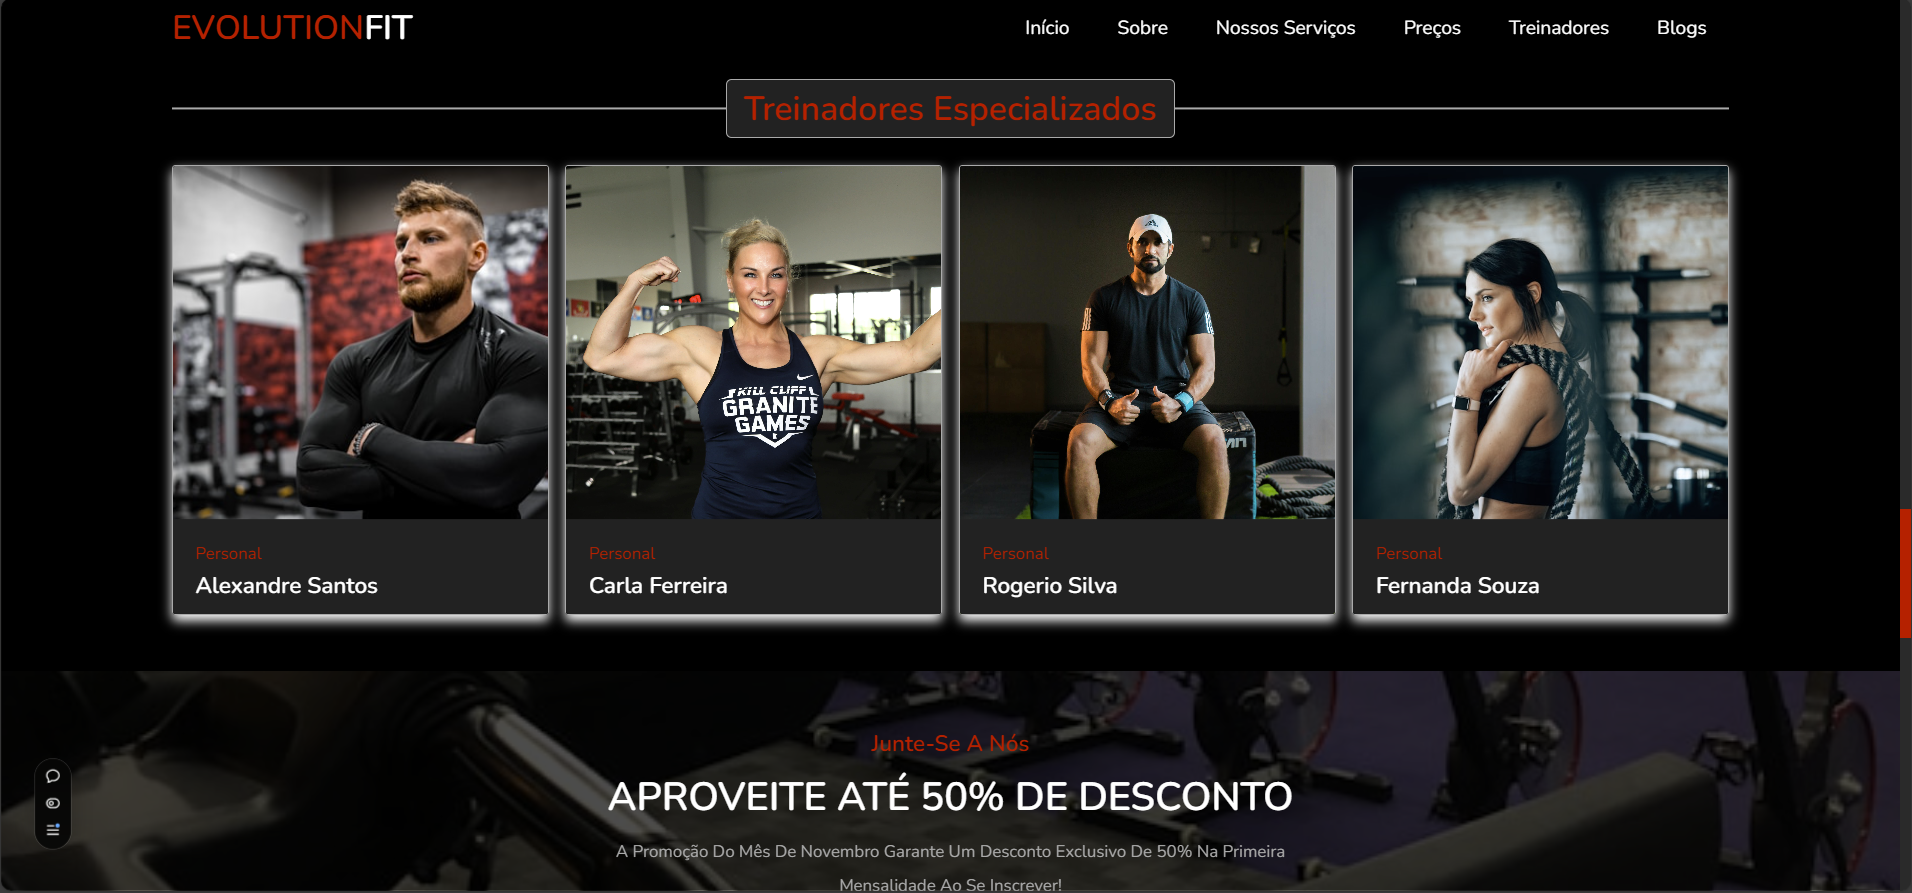 EVOLUTIONFIT
Início Sobre Nossos Serviços Preços Treinadores Blogs
Treinadores Especializados
KILL CLIFF
GRANITE
GAMES
Personal
Alexandre Santos
Personal
Carla Ferreira
Personal
Rogerio Silva
Personal
Fernanda Souza
Junte-Se A Nós
APROVEITE ATÉ 50% DE DESCONTO
A Promoção Do Mês De Novembro Garante Um Desconto Exclusivo De 50% Na Primeira
Mensalidade Ao Se Inscrever!